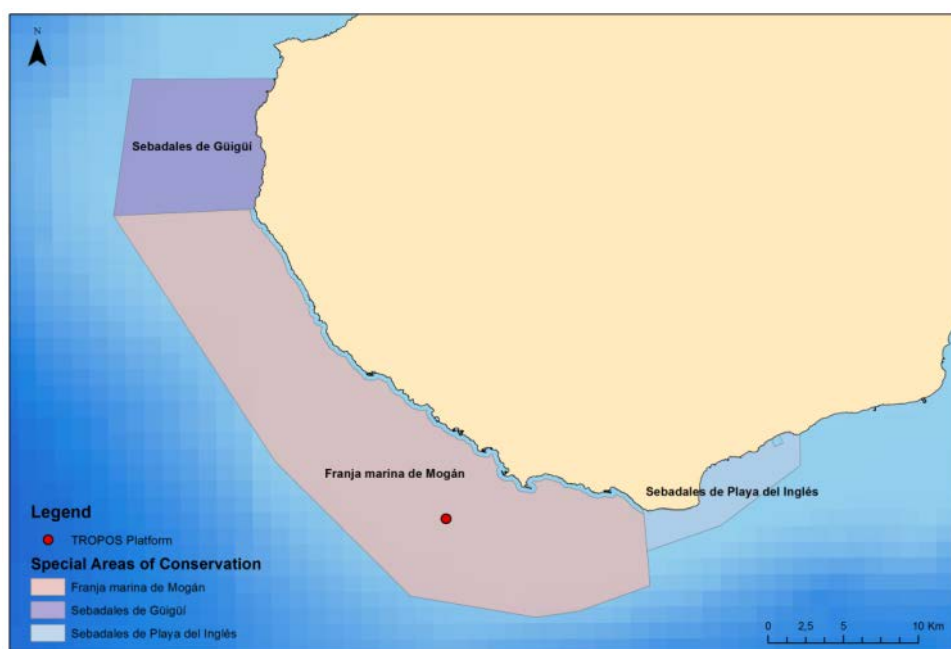 N
Sebadales de Güigüí
Franja marina de Mogán
Sebadales de Playa del Inglés
Legend
TROPOS Platform
Special Areas of Conservation
Franja marina de Mogán
Sebadales de Güigüí
Sebadales de Playa del Inglés
0 2,5 5 10 Km